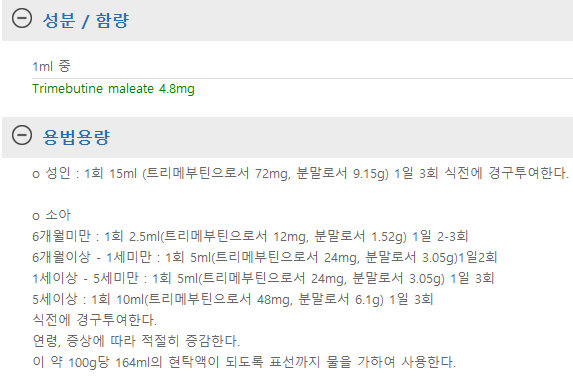 성분 / 함량
1ml 중
Trimebutine maleate 4.8mg
용법용량
o 성인 : 1회 15ml (트리메부틴으로서 72mg, 분말로서 9.15g) 1일 3회 식전에 경구투여한다.
o 소아
6개월미만 : 1회 2.5ml(트리메부틴으로서 12mg, 분말로서 1.52g) 1일 2-3회
6개월이상 - 1세미만 : 1회 5ml(트리메부틴으로서 24mg, 분말로서 3.05g)1일2회
1세이상 - 5세미만 : 1회 5ml(트리메부틴으로서 24mg, 분말로서 3.05g) 1일 3회
5세이상 : 1회 10ml(트리메부틴으로서 48mg, 분말로서 6.1g) 1일 3회
식전에 경구투여한다.
연령, 증상에 따라 적절히 증감한다.
이 약 100g당 164ml의 현탁액이 되도록 표선까지 물을 가하여 사용한다.